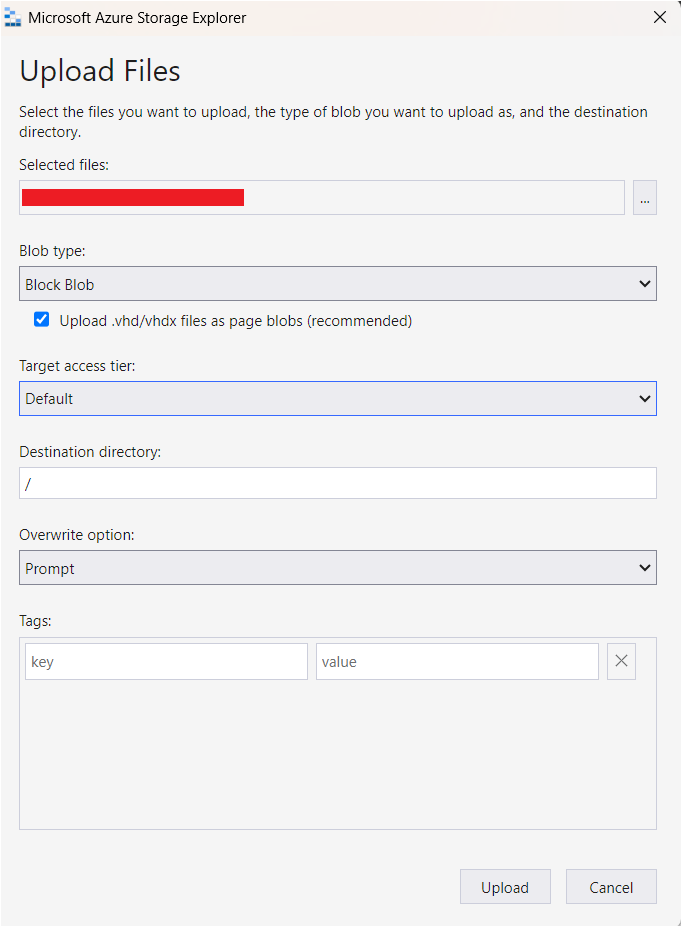 Microsoft Azure Storage Explorer
Upload Files
Select the files you want to upload, the type of blob you want to upload as, and the destination
directory.
Selected files:
...
Blob type:
Block Blob
Upload .vhd/vhdx files as page blobs (recommended)
Target access tier:
Default
Destination directory:
/
Overwrite option:
Prompt
Tags:
key value
Upload Cancel